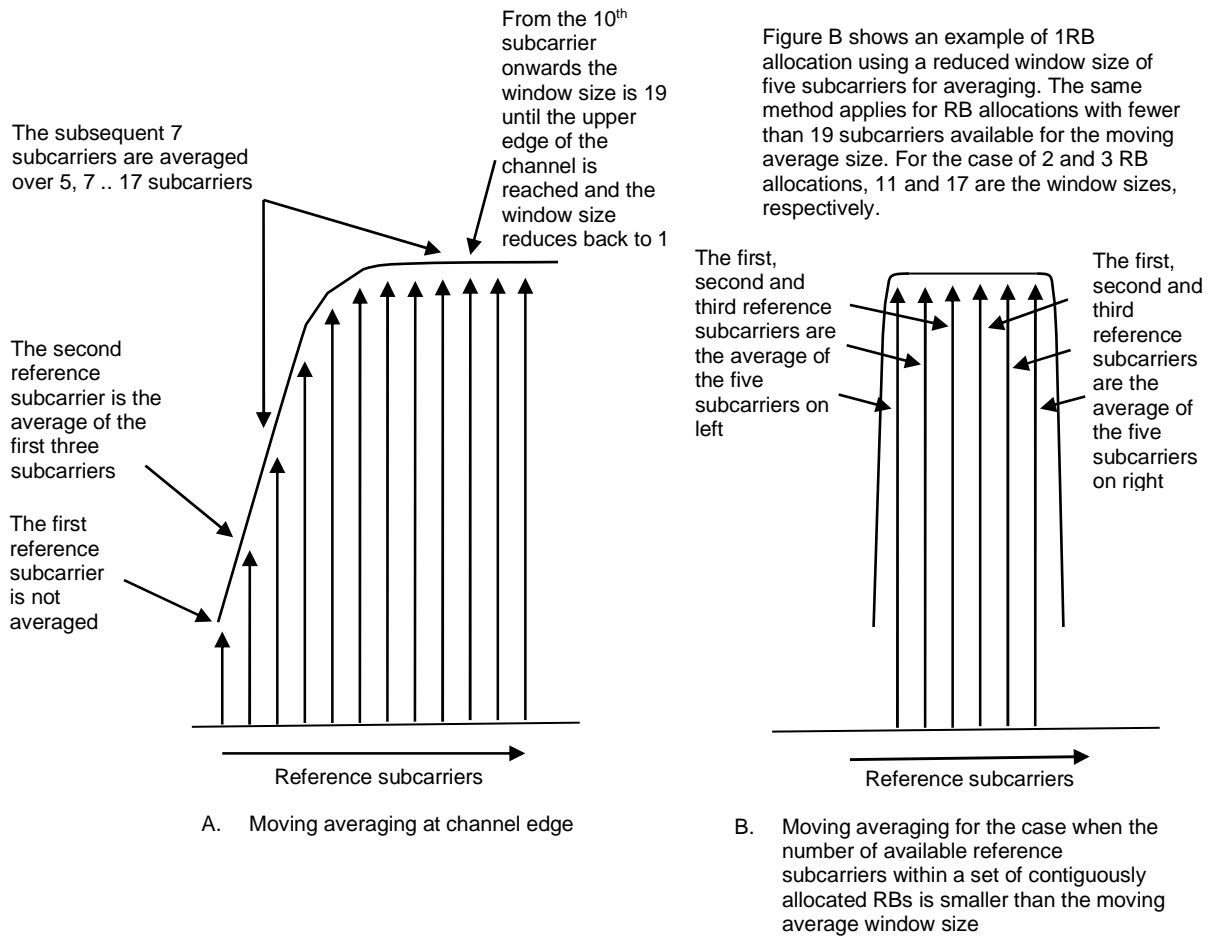 From the 10th
subcarrier
onwards the
window size is 19
until the upper
edge of the
channel is
reached and the
window size
reduces back to 1
The subsequent 7
subcarriers are averaged
over 5, 7 .. 17 subcarriers
The second
reference
subcarrier is the
average of the
first three
subcarriers
The first
reference
subcarrier
is not
averaged
Reference subcarriers
A. Moving averaging at channel edge
Figure B shows an example of 1RB
allocation using a reduced window size of
five subcarriers for averaging. The same
method applies for RB allocations with fewer
than 19 subcarriers available for the moving
average size. For the case of 2 and 3 RB
allocations, 11 and 17 are the window sizes,
respectively.
The first,
second and
third reference
subcarriers are
the average of
the five
subcarriers on
left
The first,
second and
third
reference
subcarriers
are the
average of
the five
subcarriers
on right
Reference subcarriers
B. Moving averaging for the case when the
number of available reference
subcarriers within a set of contiguously
allocated RBs is smaller than the moving
average window size